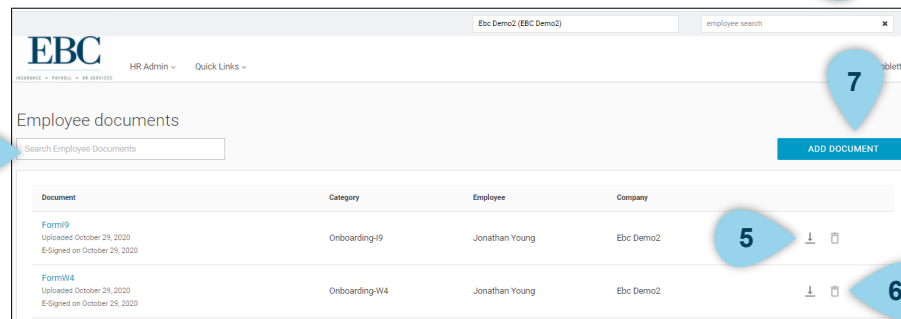 Ebc Demo2 (EBC Demo2)
employee search
EBC
INSURANCE • PAYROLL • HR SERVICES
HR Admin
Quick Links
7
Employee documents
Search Employee Documents
ADD DOCUMENT
Document Category Employee Company
FormI9
Uploaded October 29, 2020
E-Signed on October 29, 2020
Onboarding-I9 Jonathan Young Ebc Demo2
5
FormW4
Uploaded October 29, 2020
E-Signed on October 29, 2020
Onboarding-W4 Jonathan Young Ebc Demo2
6